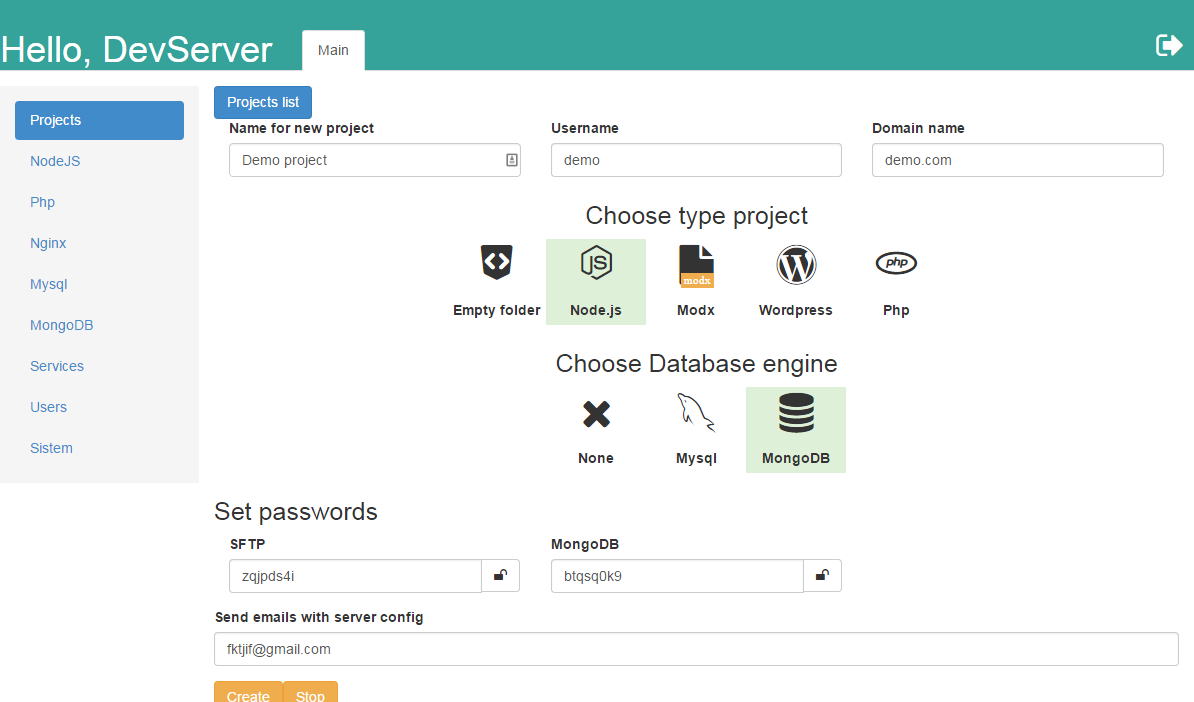 Hello, DevServer
Main
Projects
NodeJS
Php
Nginx
Mysql
MongoDB
Services
Users
Sistem
Projects list
Name for new project
Username
Domain name
Demo project
demo
demo.com
Choose type project
JS
modx
W
php
Empty folder
Node.js
Modx
Wordpress
Php
Choose Database engine
None
Mysql
MongoDB
Set passwords
SFTP
MongoDB
zqjpds4i
btqsq0k9
Send emails with server config
fktjif@gmail.com
Create
Stop